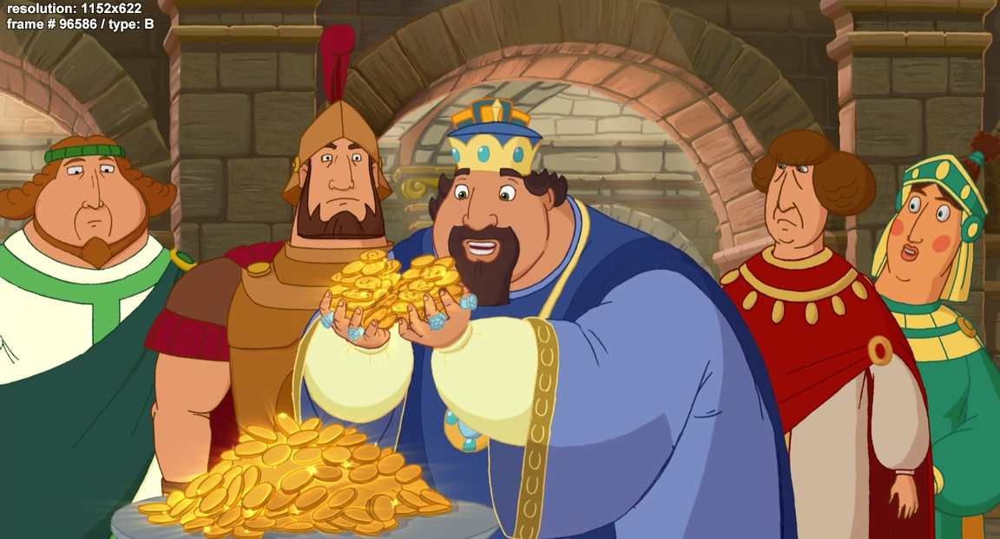 resolution: 1152x622
frame # 96586 / type: B